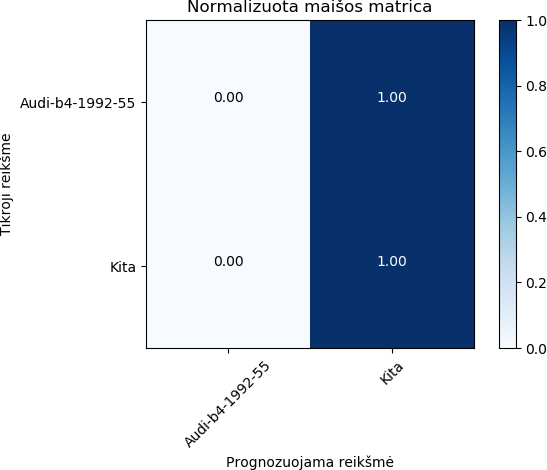 Normalizuota maišos matrica
Tikroji reikšmė
Audi-b4-1992-55
0.00
1.00
Kita
0.00
1.00
Audi-b4-1992-55
Kita
Prognozuojama reikšmė
1.0
0.8
0.6
0.4
0.2
0.0